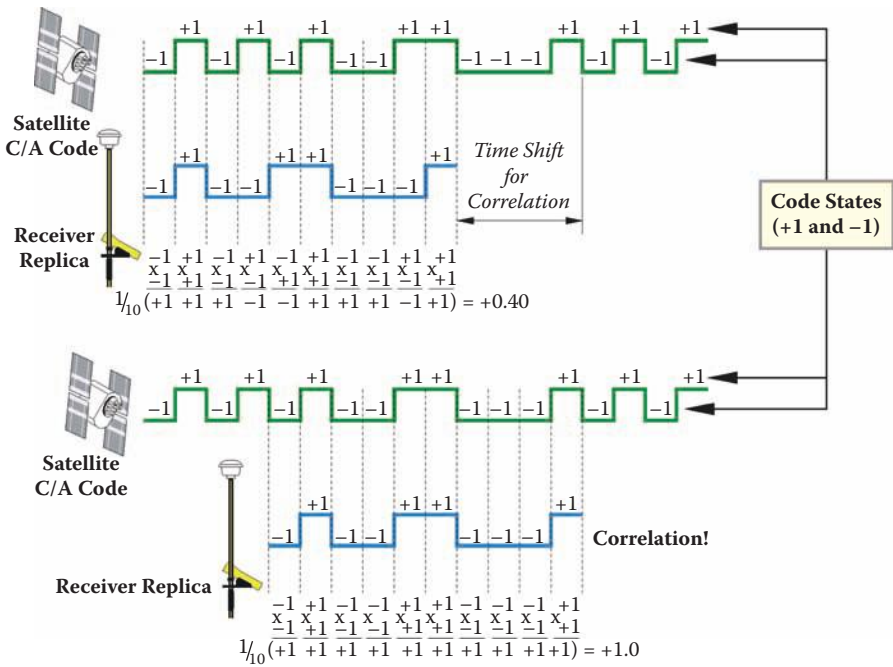 +1 +1 +1 +1 +1 +1 +1 +1
−1 −1 −1 −1 −1 −1 −1 −1 −1 −1
Satellite
C/A Code
+1 +1 +1 +1
−1 −1 −1 −1 −1 −1
Time Shift
for
Correlation
Code States
(+1 and −1)
Receiver
Replica
−1 +1 −1 +1 −1 +1 −1 −1 +1 +1
x x x x x x x x x x
−1 +1 −1 −1 +1 +1 −1 −1 −1 +1
1/10 (+1 +1 +1 −1 −1 +1 +1 +1 −1 +1) = +0.40
+1 +1 +1 +1 +1 +1 +1 +1
−1 −1 −1 −1 −1 −1 −1 −1 −1 −1
Satellite
C/A Code
+1 +1 +1 +1
−1 −1 −1 −1 −1 −1
Correlation!
Receiver Replica
−1 +1 −1 −1 +1 +1 −1 −1 −1 +1
x x x x x x x x x x
−1 +1 −1 −1 +1 +1 −1 −1 −1 +1
1/10 (+1 +1 +1 +1 +1 +1 +1 +1 +1 +1) = +1.0